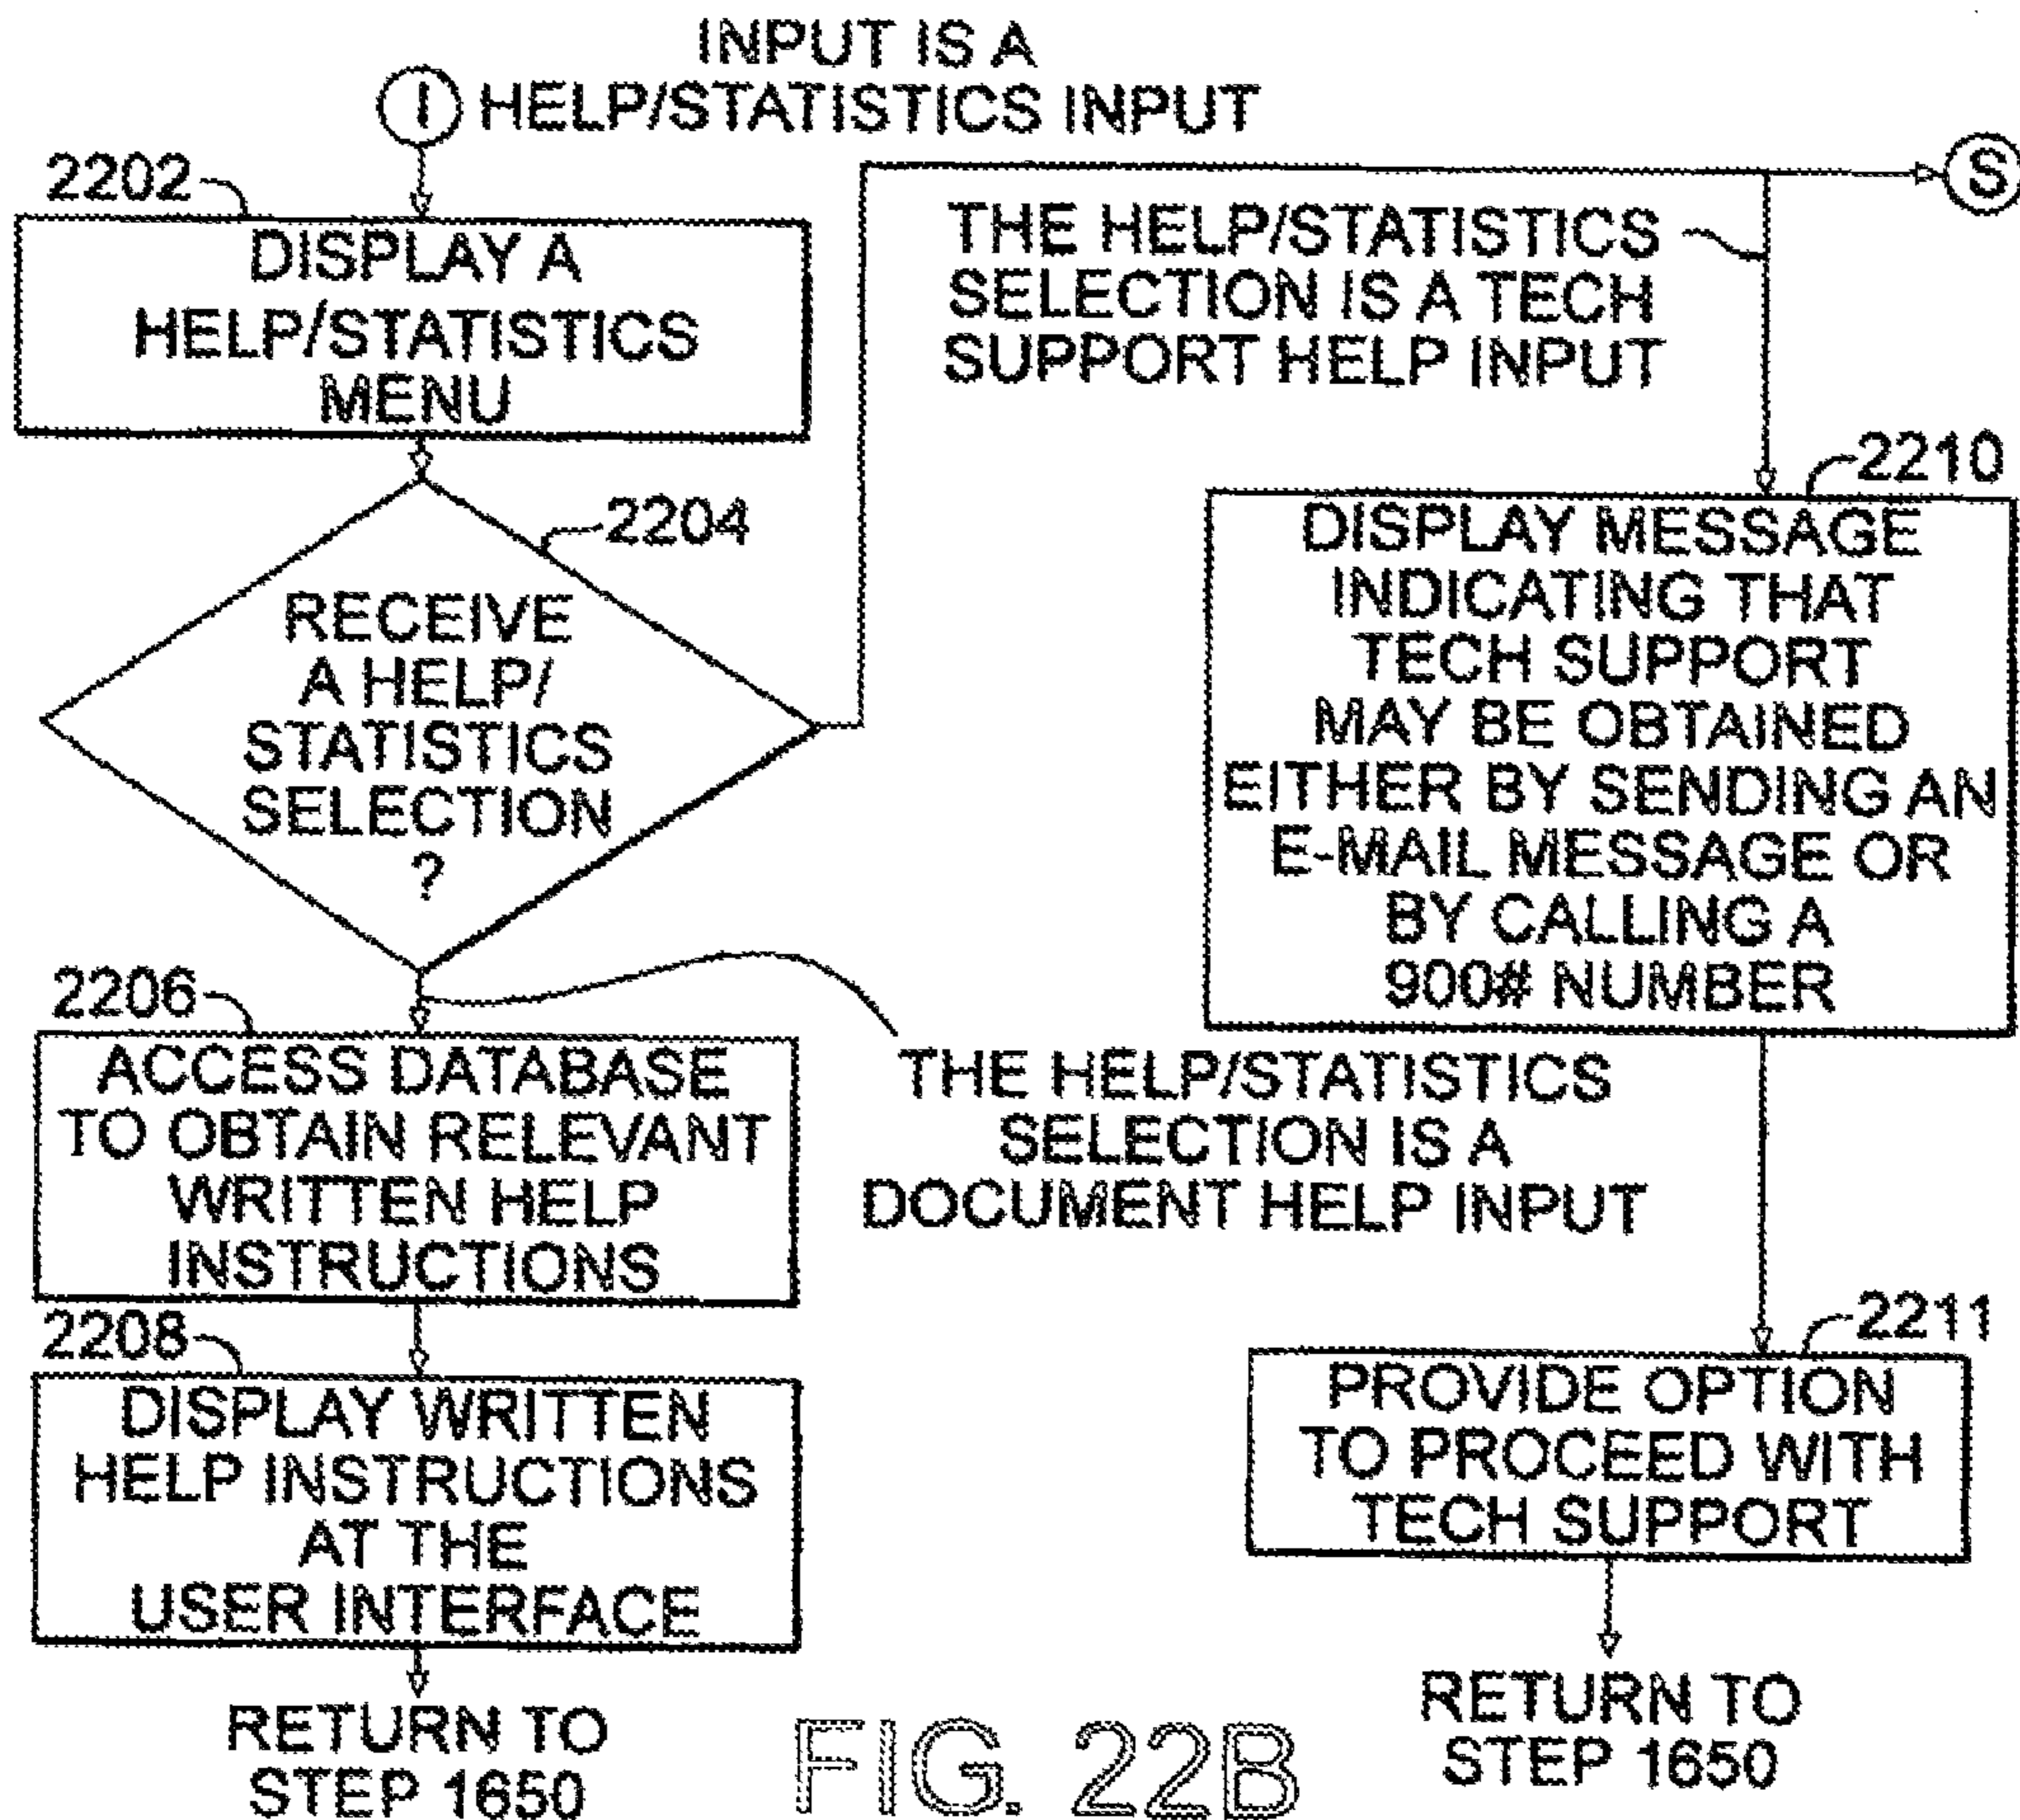 INPUT IS A
I HELP/STATISTICS INPUT
2202
DISPLAY A
HELP/STATISTICS
MENU
2204
RECEIVE
A HELP/
STATISTICS
SELECTION
?
S
THE HELP/STATISTICS
SELECTION IS A TECH
SUPPORT HELP INPUT
2210
DISPLAY MESSAGE
INDICATING THAT
TECH SUPPORT
MAY BE OBTAINED
EITHER BY SENDING AN
E-MAIL MESSAGE OR
BY CALLING A
900# NUMBER
2206
ACCESS DATABASE
TO OBTAIN RELEVANT
WRITTEN HELP
INSTRUCTIONS
THE HELP/STATISTICS
SELECTION IS A
DOCUMENT HELP INPUT
2208
DISPLAY WRITTEN
HELP INSTRUCTIONS
AT THE
USER INTERFACE
RETURN TO
STEP 1650
2211
PROVIDE OPTION
TO PROCEED WITH
TECH SUPPORT
RETURN TO
STEP 1650
FIG. 22B